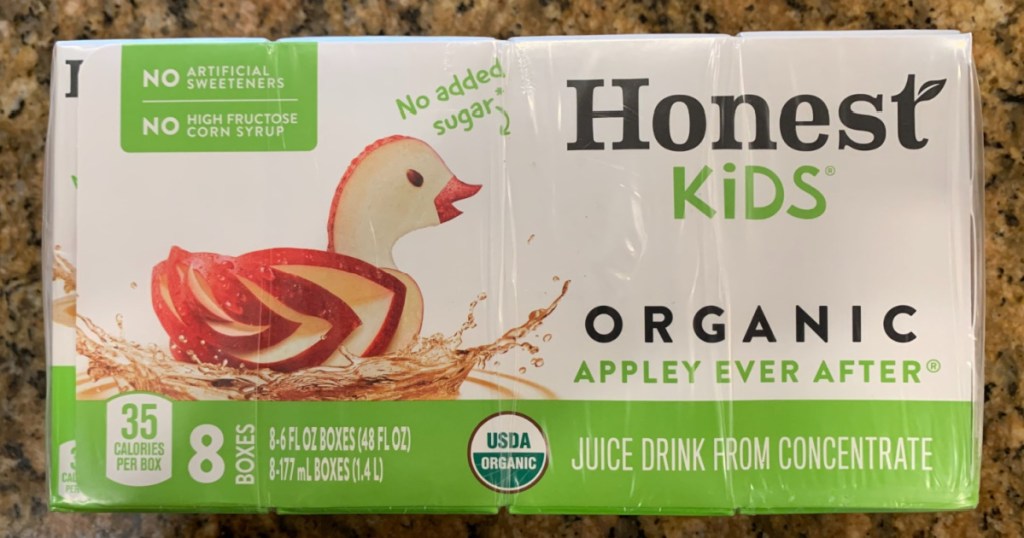 NO ARTIFICIAL
SWEETENERS
NO HIGH FRUCTOSE
CORN SYRUP
No added
sugar*
Honest
KiDS®
ORGANIC
APPLEY EVER AFTER®
35
CALORIES
PER BOX
8 BOXES
8-6 FL OZ BOXES (48 FL OZ)
8-177 mL BOXES (1.4 L)
USDA
ORGANIC
JUICE DRINK FROM CONCENTRATE